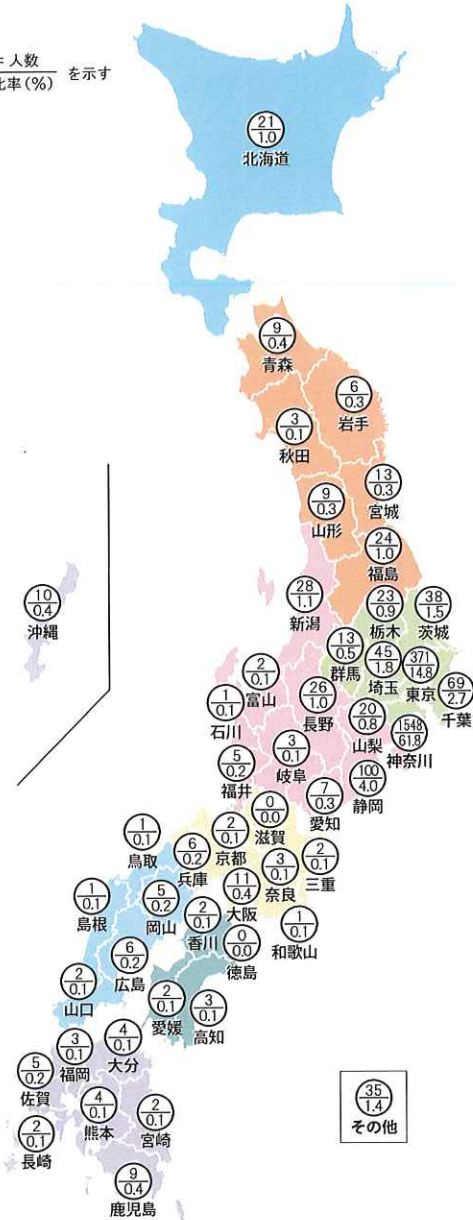 = 人数
比率(%) を示す
21
1.0
北海道
9
0.4
青森
6
0.3
岩手
3
0.1
秋田
13
0.3
宮城
9
0.3
山形
24
1.0
福島
10
0.4
沖縄
28
1.1
新潟
23
0.9
栃木
38
1.5
茨城
13
0.5
群馬
45
1.8
埼玉
371
14.8
東京
69
2.7
千葉
2
0.1
富山
26
1.0
長野
20
0.8
山梨
1548
61.8
神奈川
1
0.1
石川
3
0.1
岐阜
100
4.0
静岡
5
0.2
福井
7
0.3
愛知
0
0.0
滋賀
1
0.1
鳥取
6
0.2
兵庫
2
0.1
京都
3
0.1
奈良
2
0.1
三重
1
0.1
島根
5
0.2
岡山
11
0.4
大阪
2
0.1
香川
0
0.0
徳島
1
0.1
和歌山
6
0.2
広島
2
0.1
山口
2
0.1
愛媛
3
0.1
高知
5
0.2
佐賀
3
0.1
福岡
4
0.1
大分
2
0.1
長崎
4
0.1
熊本
2
0.1
宮崎
9
0.4
鹿児島
35
1.4
その他